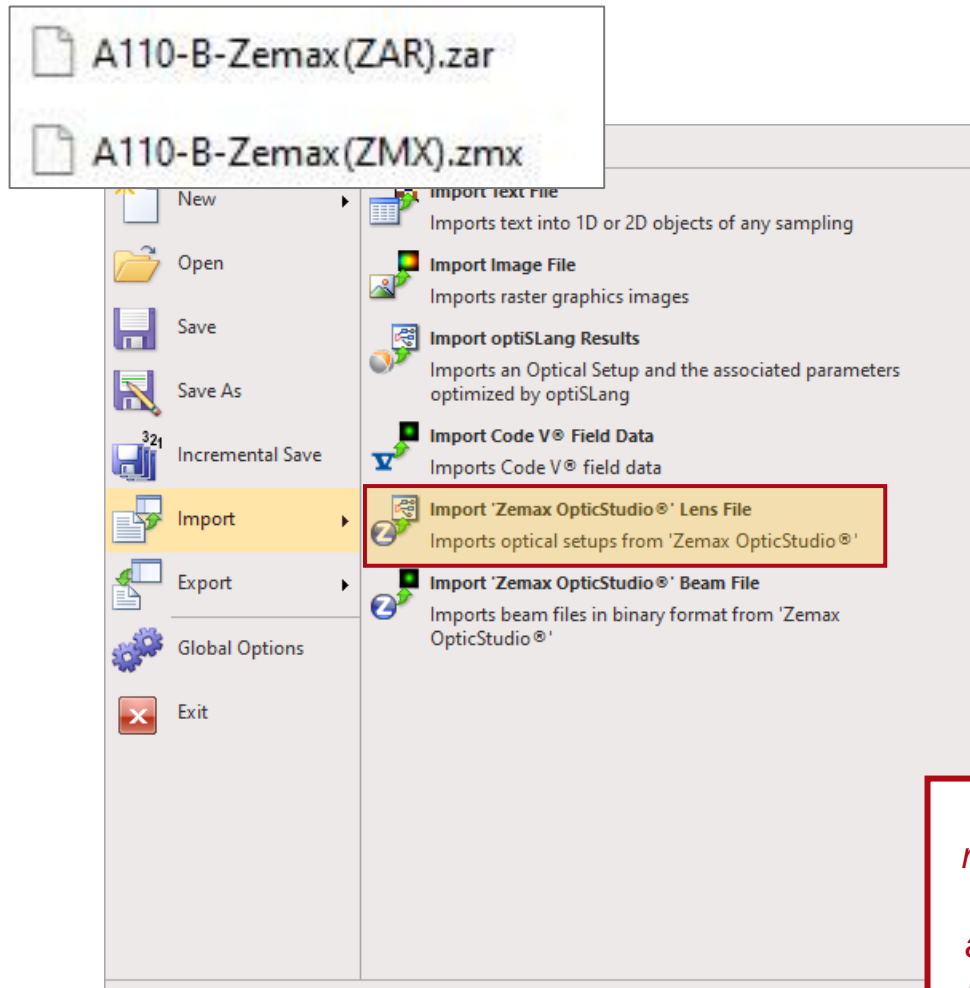 A110-B-Zemax(ZAR).zar
A110-B-Zemax(ZMX).zmx
New
Open
Save
Save As
321
Incremental Save
Import
Export
Global Options
Exit
Import Text File
Imports text into 1D or 2D objects of any sampling
Import Image File
Imports raster graphics images
Import optiSLang Results
Imports an Optical Setup and the associated parameters
optimized by optiSLang
Import Code V® Field Data
V
Imports Code V® field data
Import 'Zemax OpticStudio®' Lens File
Z
Imports optical setups from 'Zemax OpticStudio®'
Import 'Zemax OpticStudio®' Beam File
Z
Imports beam files in binary format from 'Zemax
OpticStudio®'